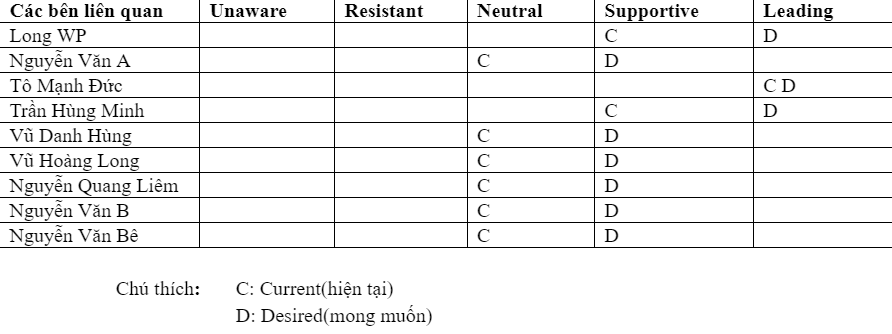 Các bên liên quan Unaware Resistant Neutral Supportive Leading
Long WP C D
Nguyễn Văn A C D
Tô Mạnh Đức C D
Trần Hùng Minh C D
Vũ Danh Hùng C D
Vũ Hoàng Long C D
Nguyễn Quang Liêm C D
Nguyễn Văn B C D
Nguyễn Văn Bê C D
Chú thích: C: Current(hiện tại)
D: Desired(mong muốn)